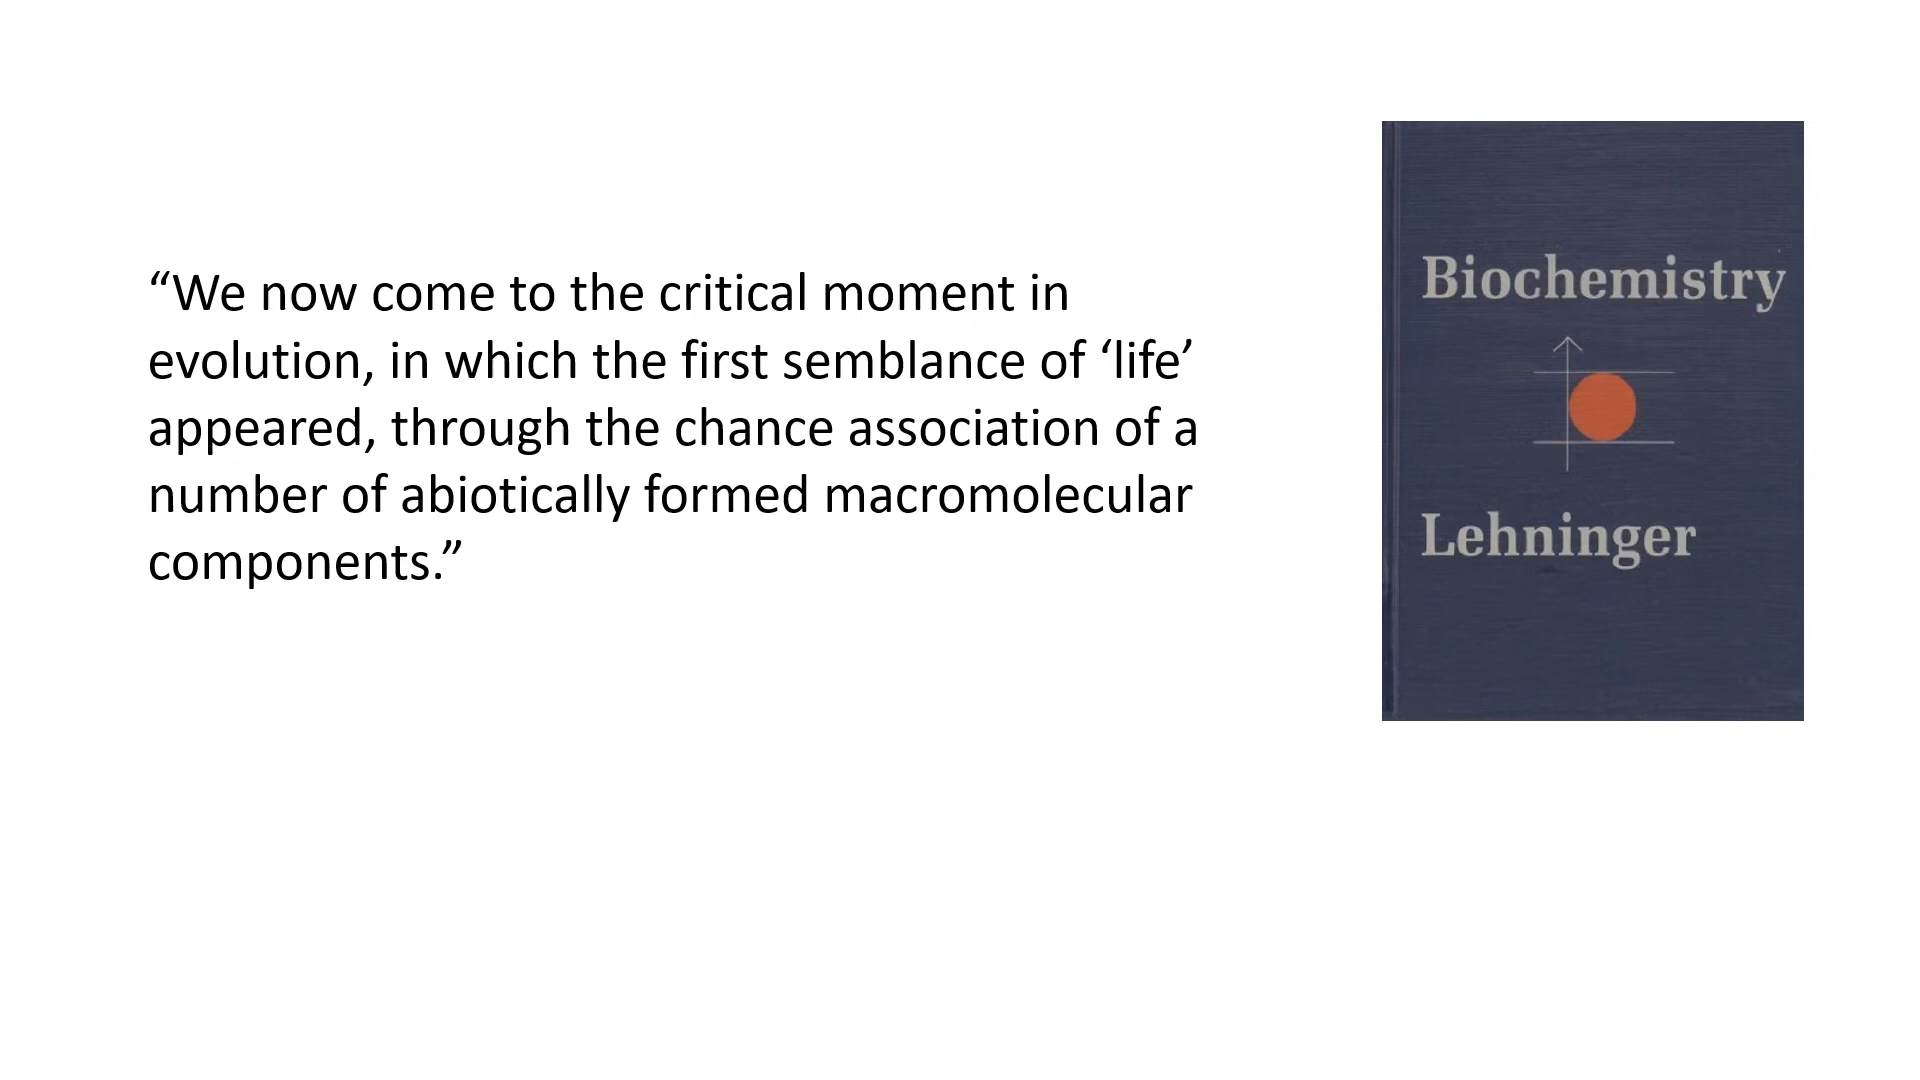 “We now come to the critical moment in
evolution, in which the first semblance of ‘life’
appeared, through the chance association of a
number of abiotically formed macromolecular
components.”
Biochemistry
Lehninger